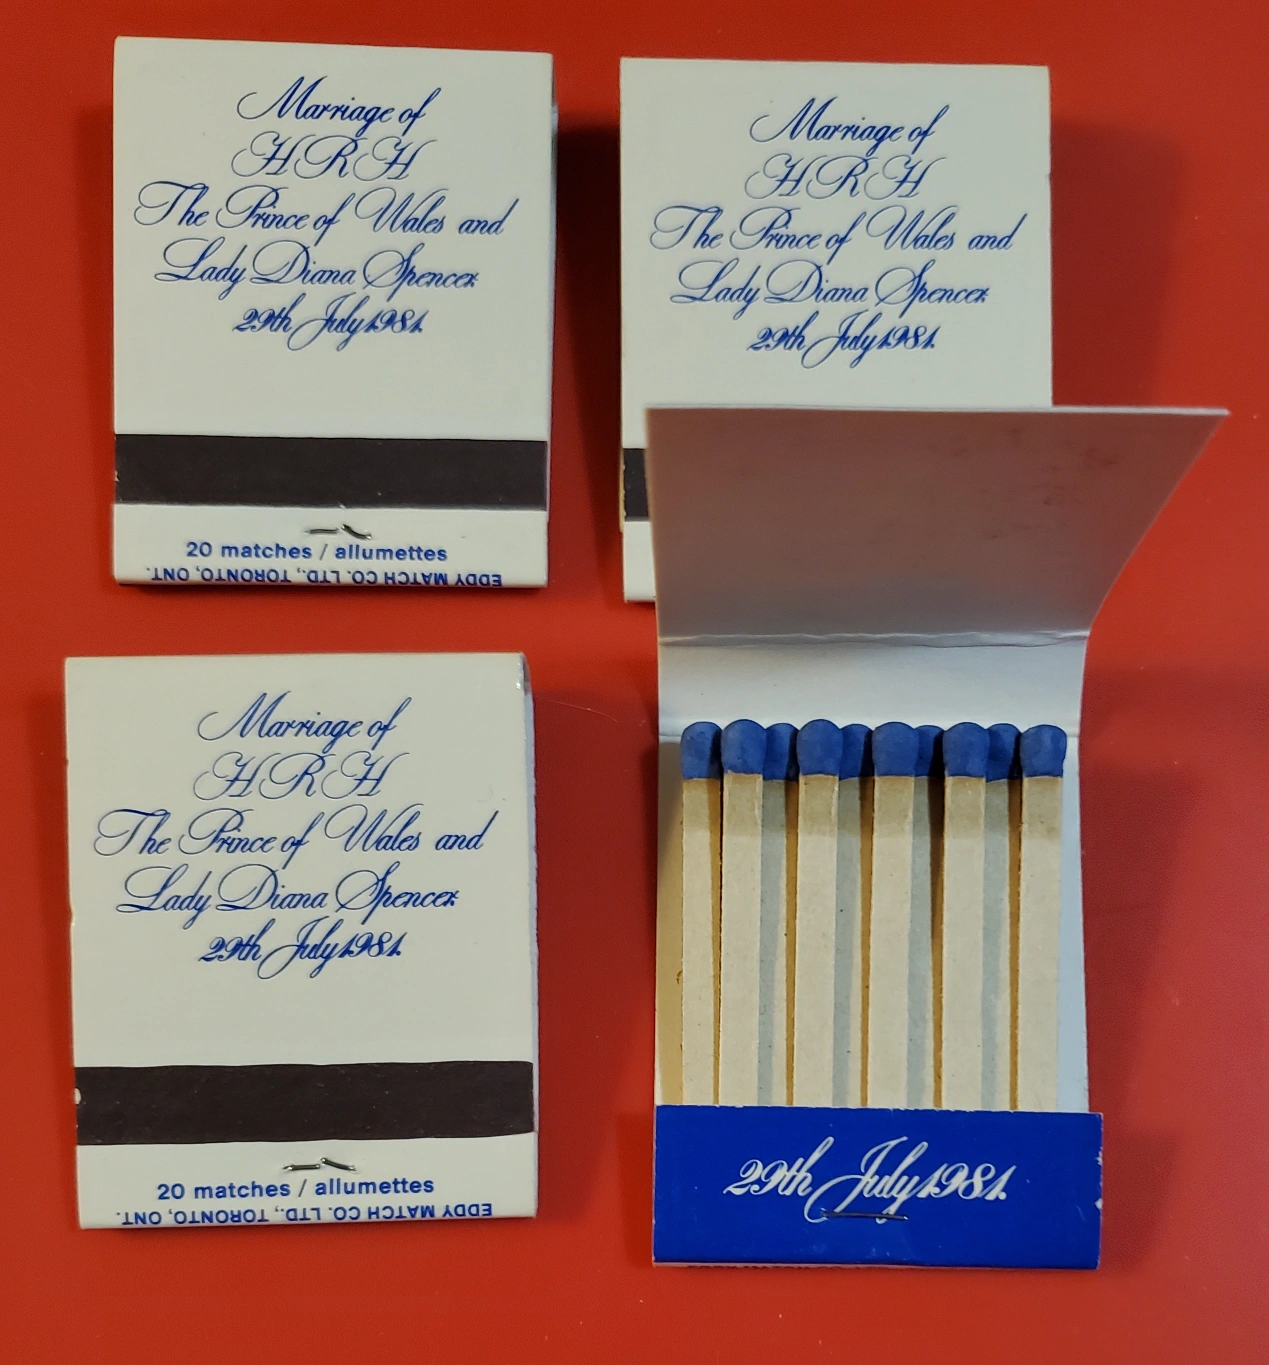 Marriage of
HRH
The Prince of Wales and
Lady Diana Spencer
29th July 1981.
20 matches / allumettes
EDDY MATCH CO. LTD., TORONTO, ONT.
Marriage of
HRH
The Prince of Wales and
Lady Diana Spencer
29th July 1981.
Marriage of
HRH
The Prince of Wales and
Lady Diana Spencer
29th July 1981.
20 matches / allumettes
EDDY MATCH CO. LTD., TORONTO, ONT.
29th July 1981.